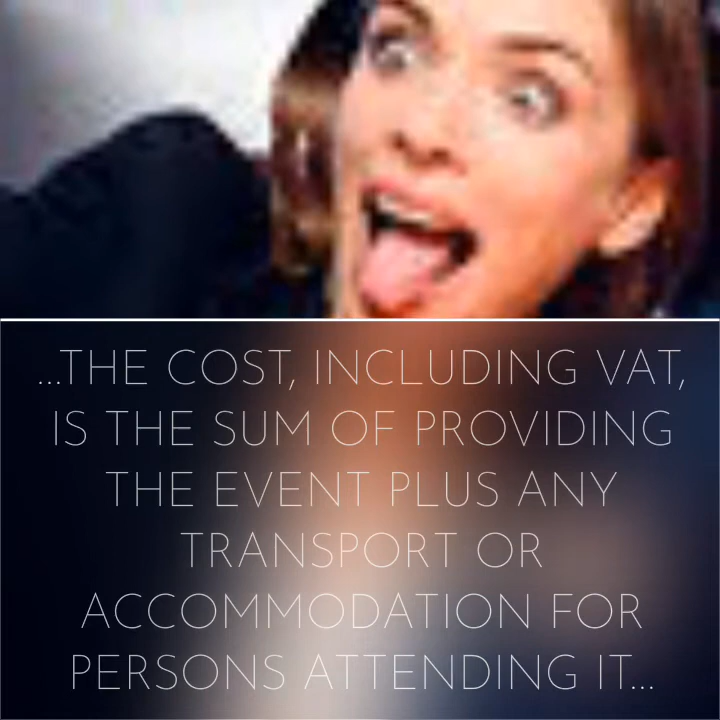 ...THE COST, INCLUDING VAT,
IS THE SUM OF PROVIDING
THE EVENT PLUS ANY
TRANSPORT OR
ACCOMMODATION FOR
PERSONS ATTENDING IT...